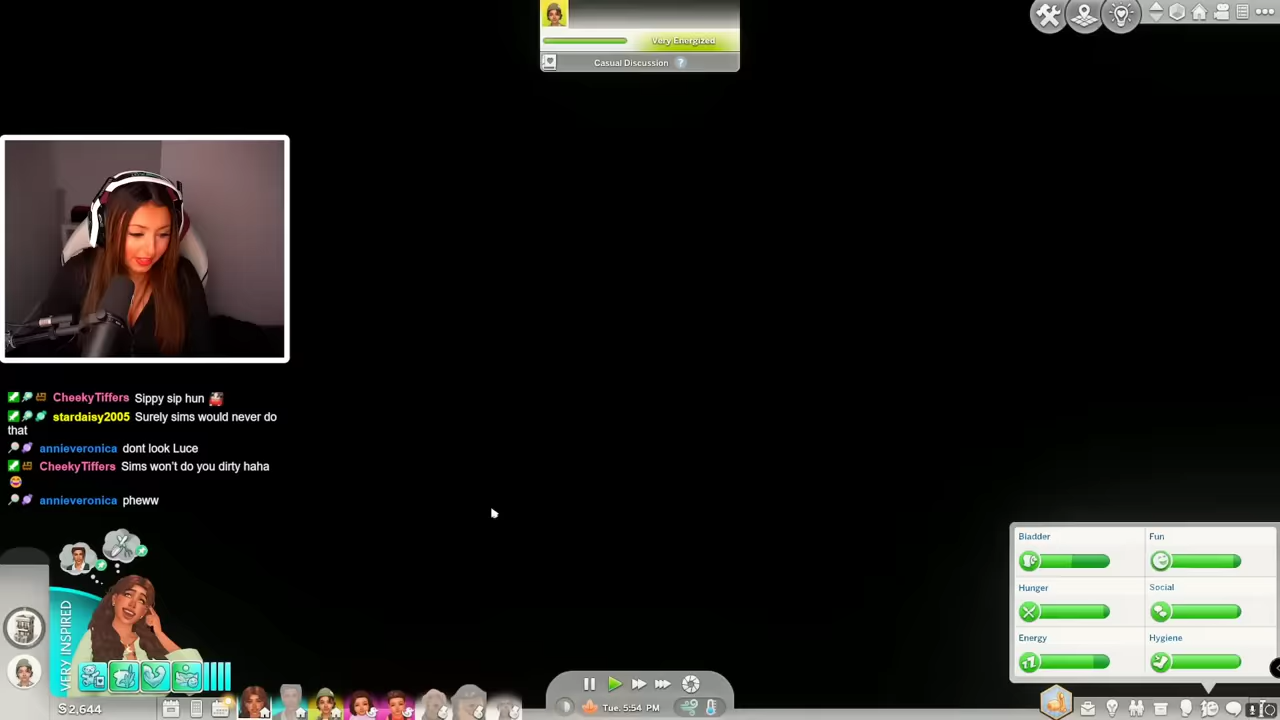 Very Energized
Casual Discussion ?
CheekyTiffers Sippy sip hun
stardaisy2005 Surely sims would never do
that
annieveronica dont look Luce
CheekyTiffers Sims won't do you dirty haha
annieveronica pheww
VERY INSPIRED
Bladder
Fun
Hunger
Social
Energy
Hygiene
$2,644
Tue. 5:54 PM